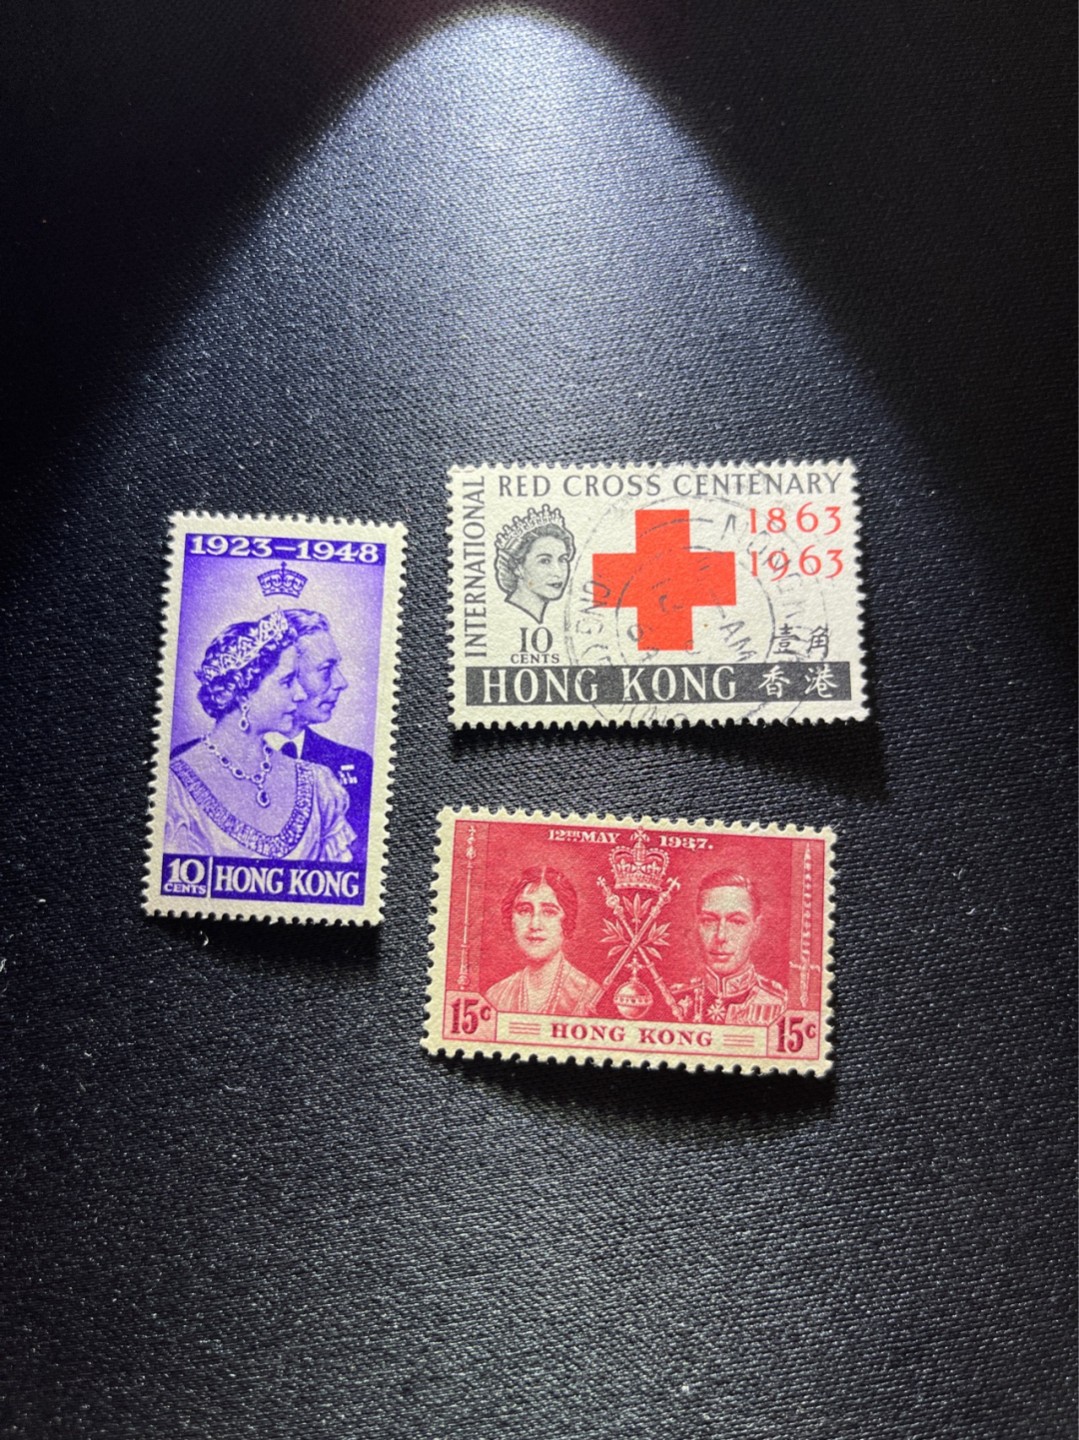 1923-1948
10
CENTS
HONG KONG
INTERNATIONAL
RED CROSS CENTENARY
1863
1963
10
CENTS
壹角
HONG KONG 香港
12TH MAY 1937.
15c
HONG KONG
15c